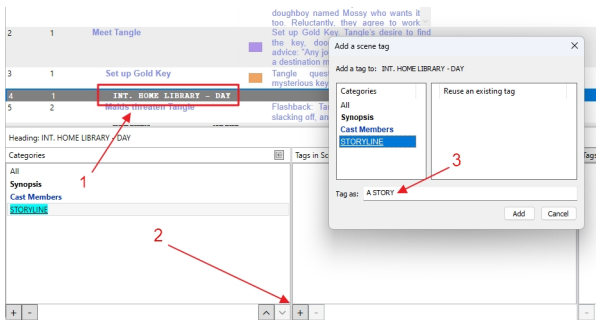 doughboy named Mossy who wants it
too. Reluctantly, they agree to work
2 1 Meet Tangle Set up Gold Key. Tangle's desire to find
the key, doo
advice: "Any jo
a destination m
3 1 Set up Gold Key Tangle ques
mysterious key
4 1 INT. HOME LIBRARY - DAY
5 2 Maids threaten Tangle Flashback: Ta
slacking off, an
Heading: INT. HOME LIBRARY - DAY
Categories
All
Synopsis
Cast Members
STORYLINE
Tags in Sc
Tags
1
2
3
Add a scene tag
Add a tag to: INT. HOME LIBRARY - DAY
Categories
All
Synopsis
Cast Members
STORYLINE
Reuse an existing tag
Tag as: A STORY
Add Cancel